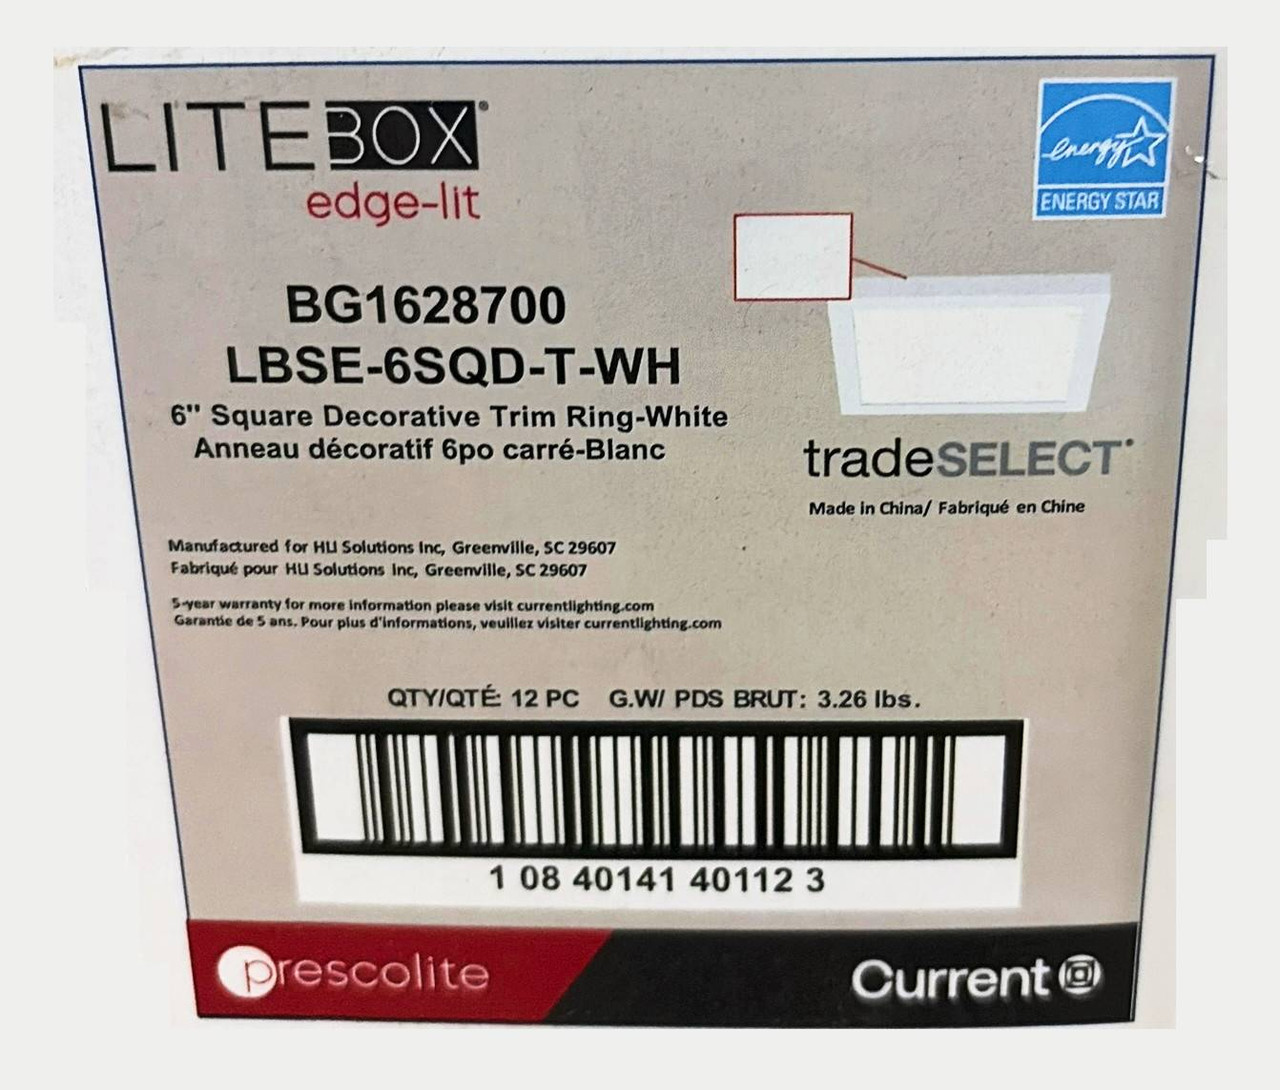 LITEBOX
edge-lit
energy
ENERGY STAR
BG1628700
LBSE-6SQD-T-WH
6" Square Decorative Trim Ring-White
Anneau décoratif 6po carré-Blanc
tradeSELECT
Made in China/ Fabriqué en Chine
Manufactured for HLI Solutions Inc, Greenville, SC 29607
Fabriqué pour HLI Solutions Inc, Greenville, SC 29607
5-year warranty for more information please visit currentlighting.com
Garantie de 5 ans. Pour plus d'informations, veuillez visiter currentlighting.com
QTY/QTÉ: 12 PC G.W/ PDS BRUT: 3.26 lbs.
1 08 40141 40112 3
prescolite
Current